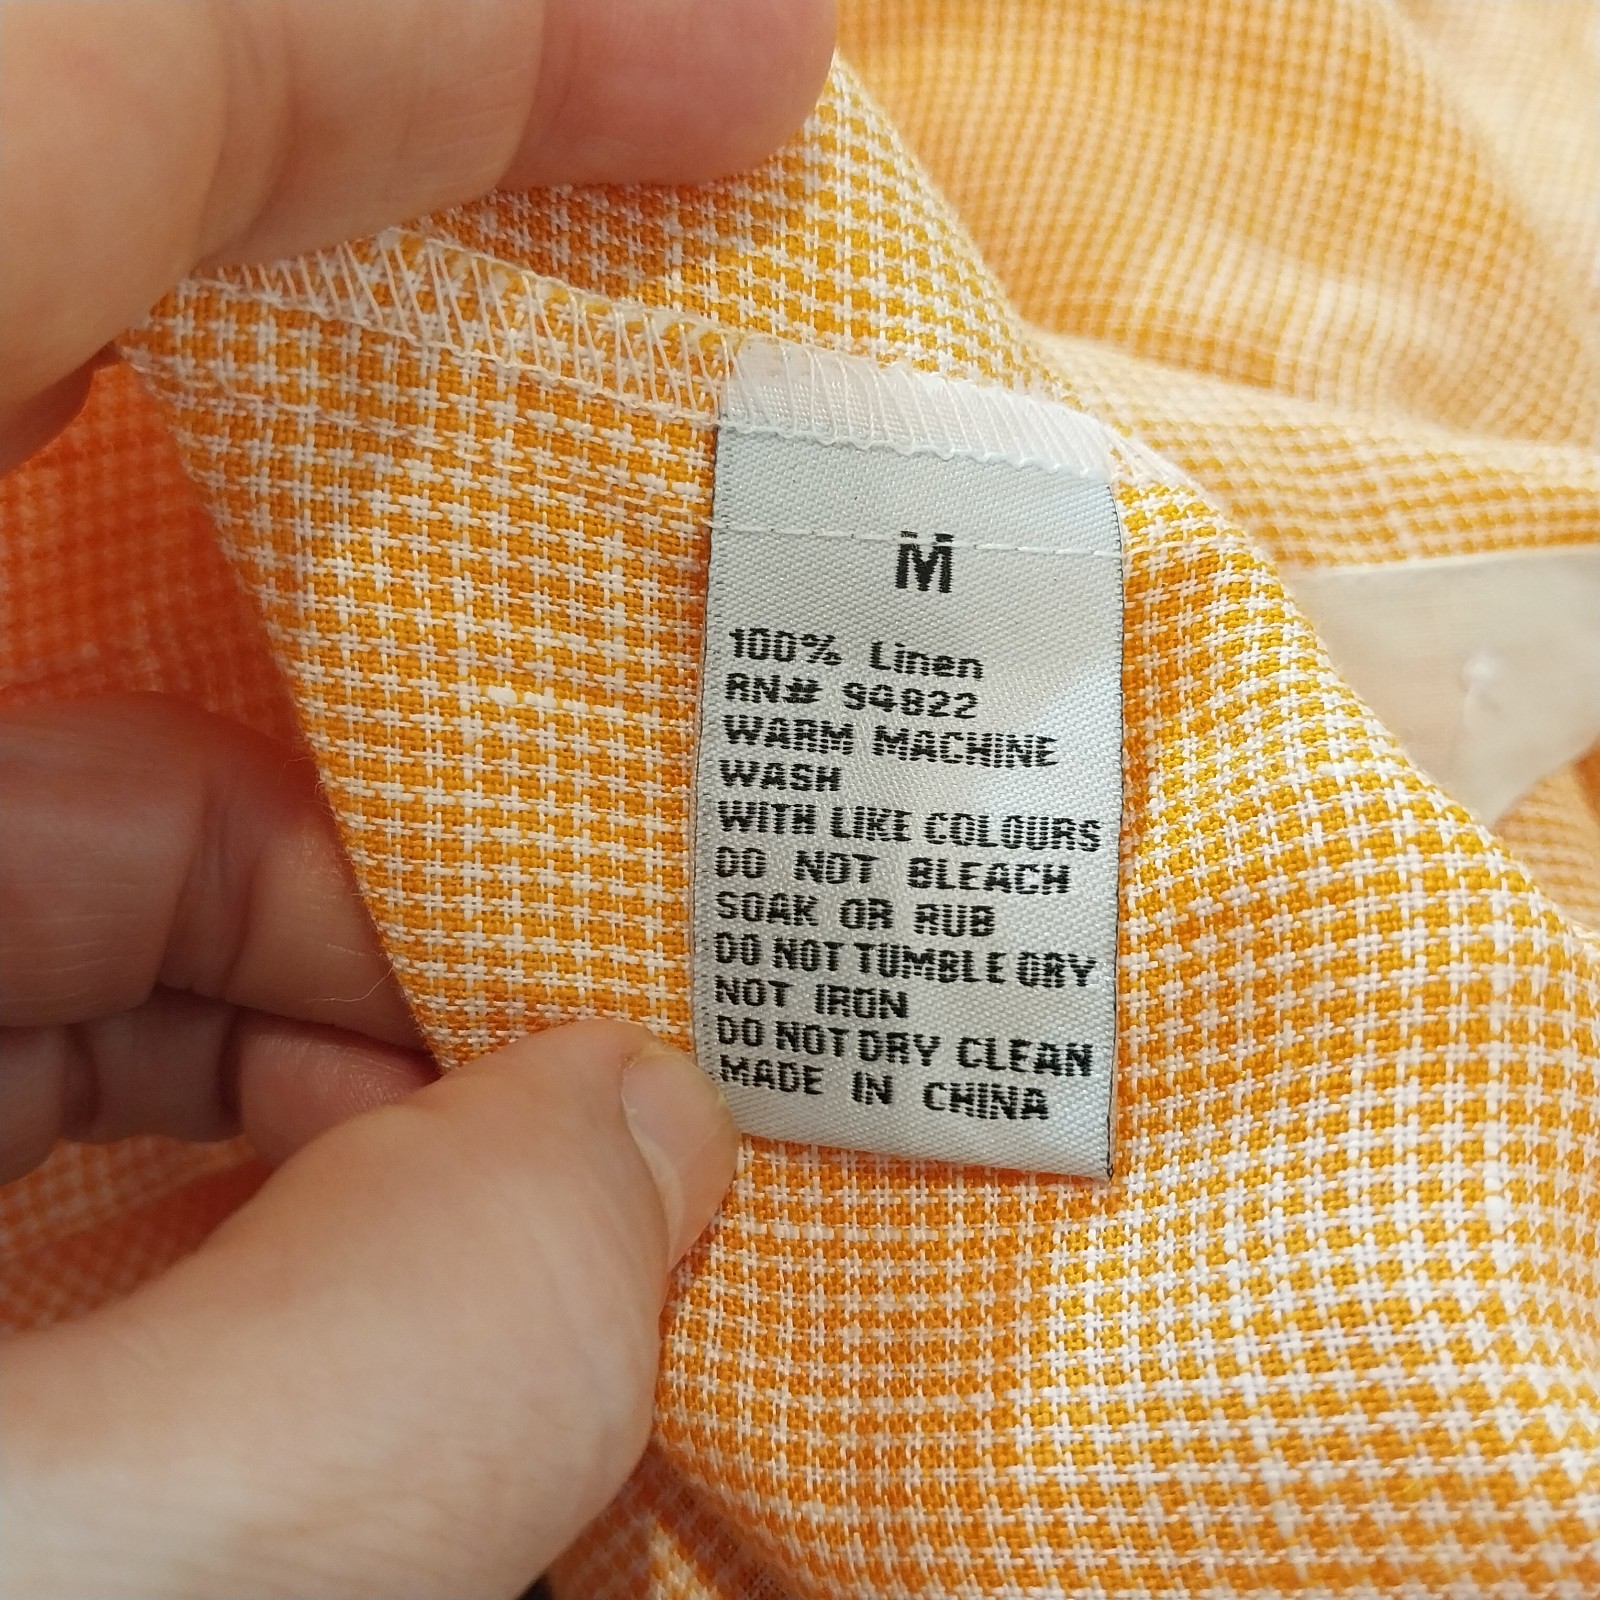 M
100% Linen
RN# 94822
WARM MACHINE
WASH
WITH LIKE COLOURS
DO NOT BLEACH
SOAK OR RUB
DO NOT TUMBLE DRY
NOT IRON
DO NOT DRY CLEAN
MADE IN CHINA